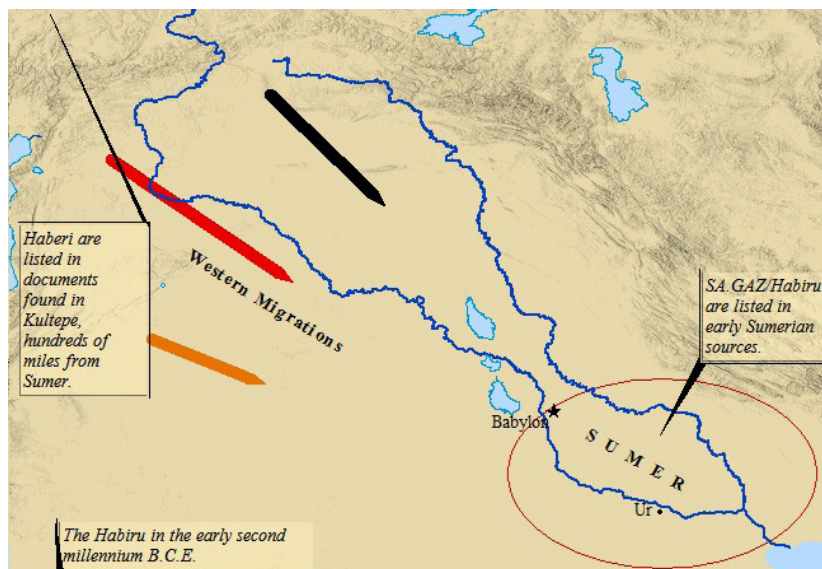 Haberi are
listed in
documents
found in
Kultepe,
hundreds of
miles from
Sumer.
Western Migrations
SA.GAZ/Habiru
are listed in
early Sumerian
sources.
Babylon
SUMER
Ur
The Habiru in the early second
millennium B.C.E.